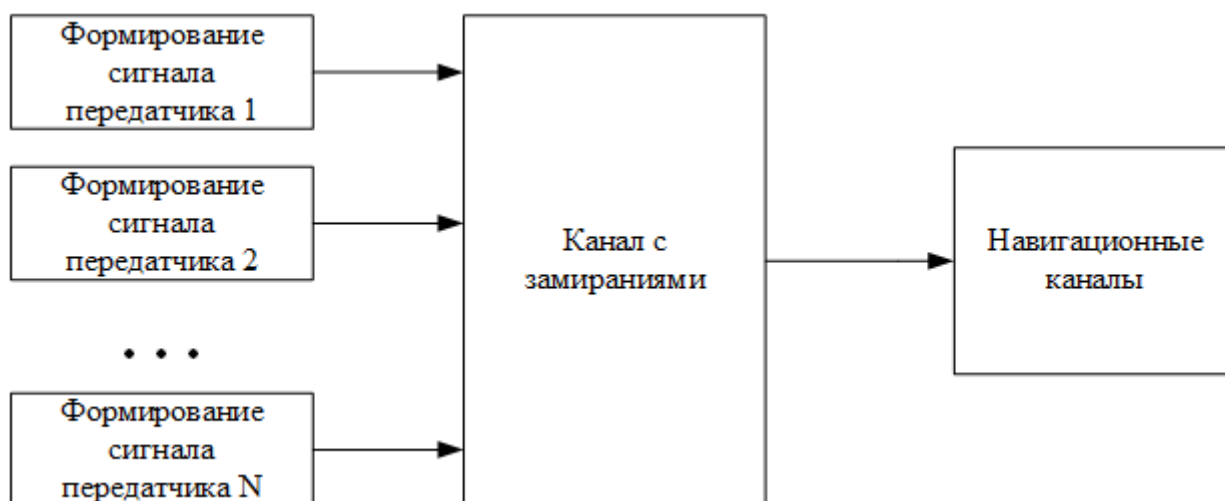 Формирование
сигнала
передатчика 1
Формирование
сигнала
передатчика 2
• • •
Формирование
сигнала
передатчика N
Канал с
замираниями
Навигационные
каналы